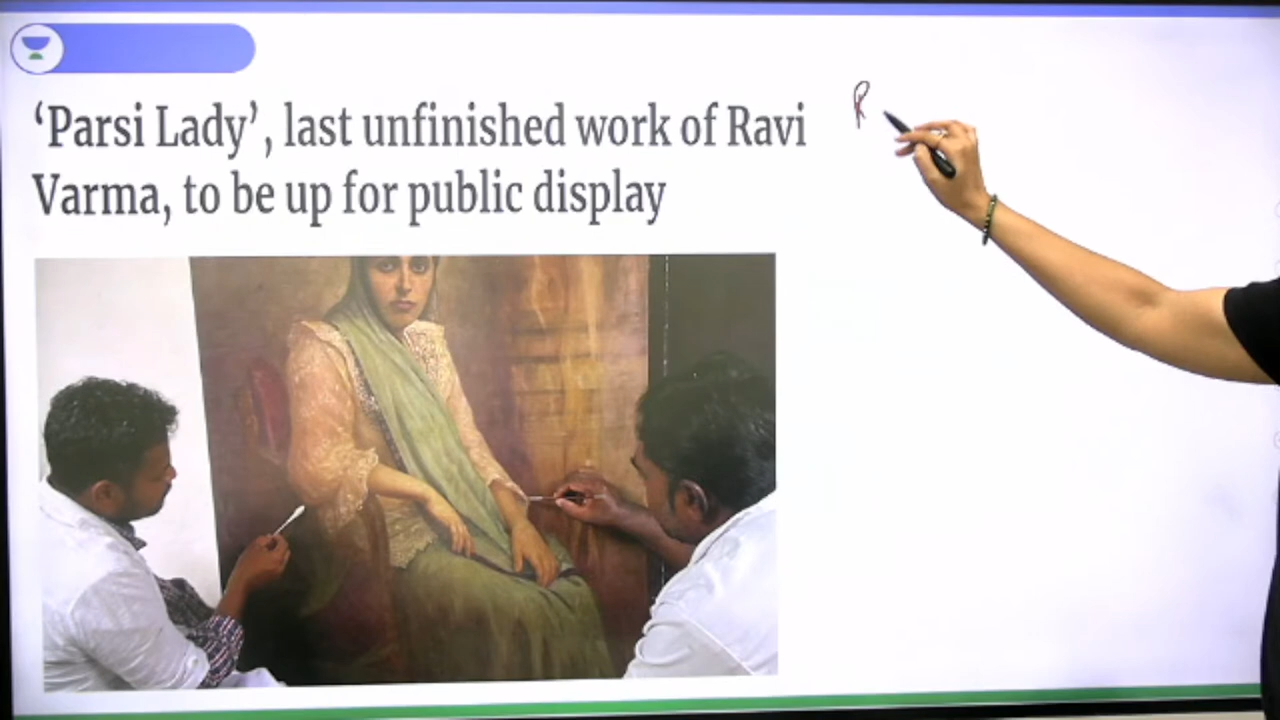 ‘Parsi Lady’, last unfinished work of Ravi
Varma, to be up for public display
R